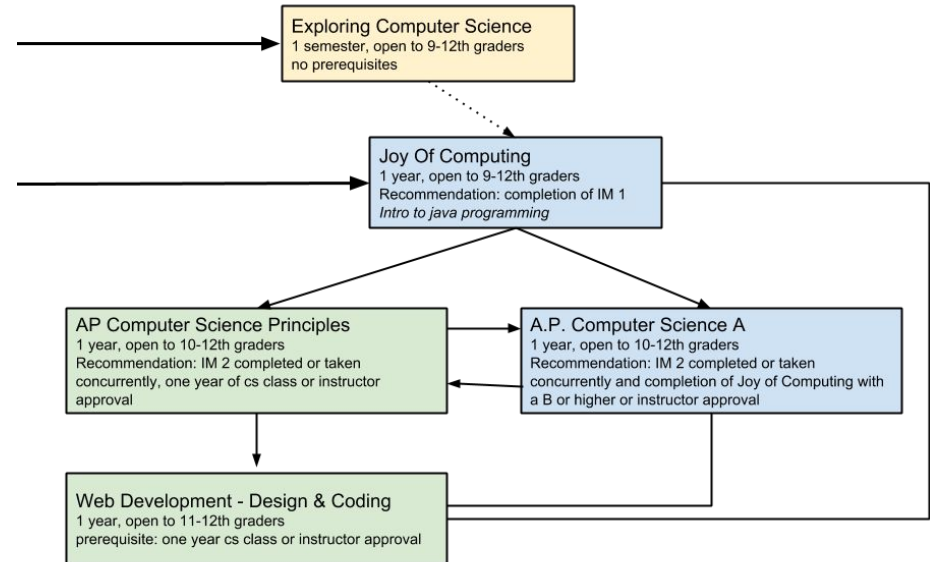 Exploring Computer Science
1 semester, open to 9-12th graders
no prerequisites
Joy Of Computing
1 year, open to 9-12th graders
Recommendation: completion of IM 1
Intro to java programming
AP Computer Science Principles
1 year, open to 10-12th graders
Recommendation: IM 2 completed or taken
concurrently, one year of cs class or instructor
approval
A.P. Computer Science A
1 year, open to 10-12th graders
Recommendation: IM 2 completed or taken
concurrently and completion of Joy of Computing with
a B or higher or instructor approval
Web Development - Design & Coding
1 year, open to 11-12th graders
prerequisite: one year cs class or instructor approval